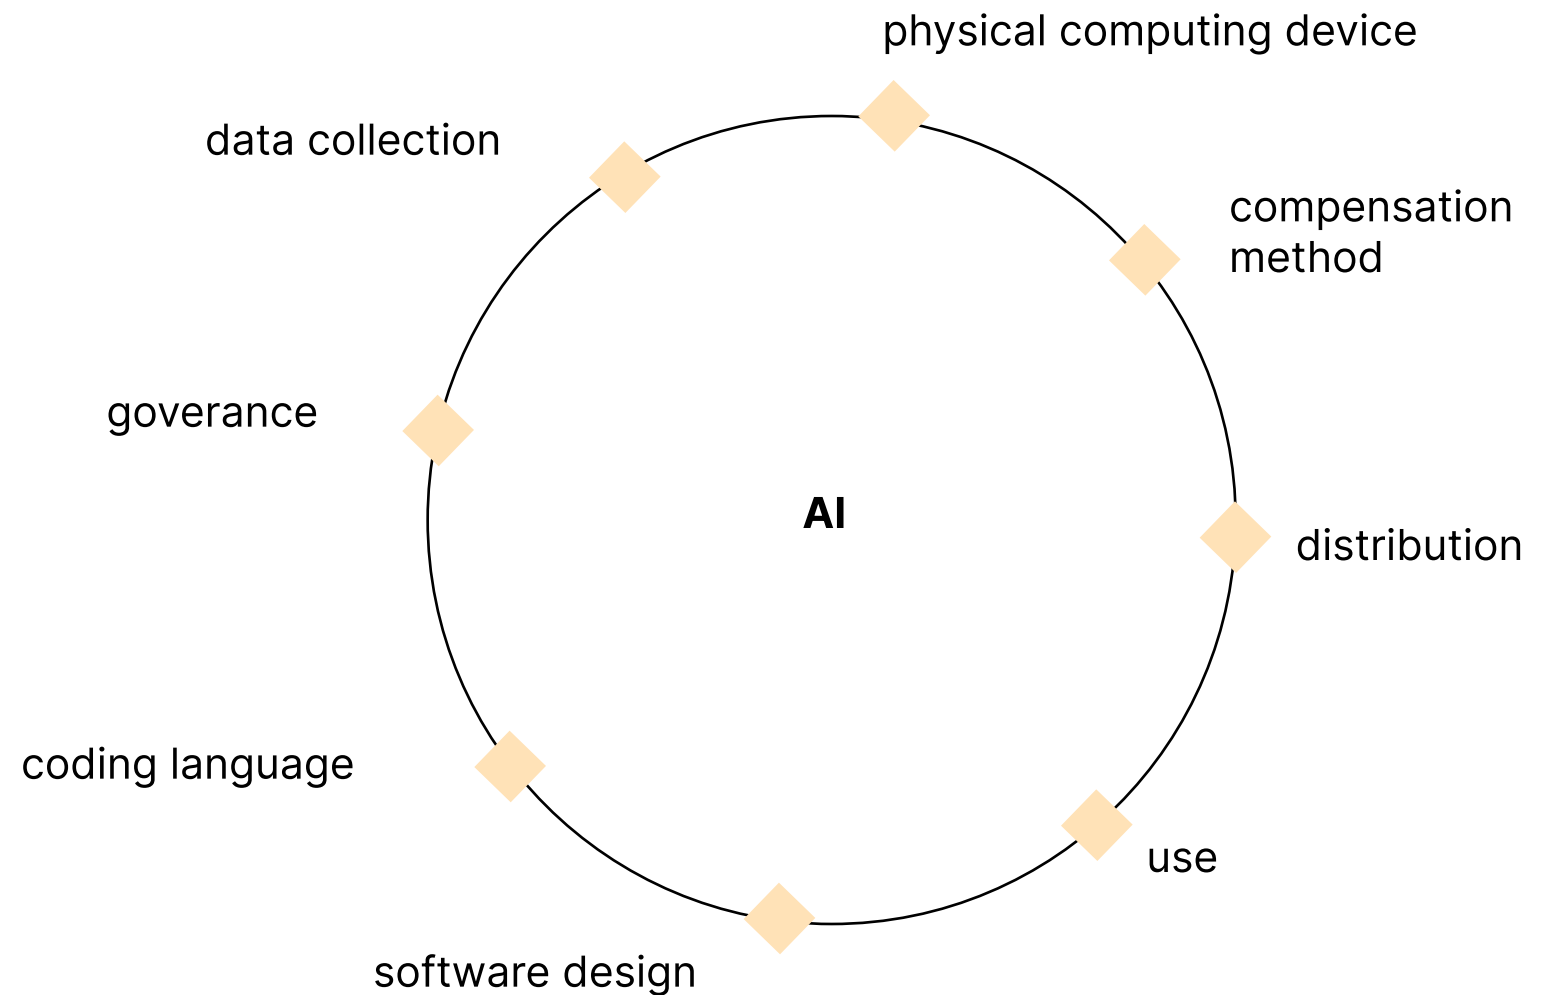 physical computing device
data collection
compensation
method
goverance
AI
distribution
coding language
use
software design